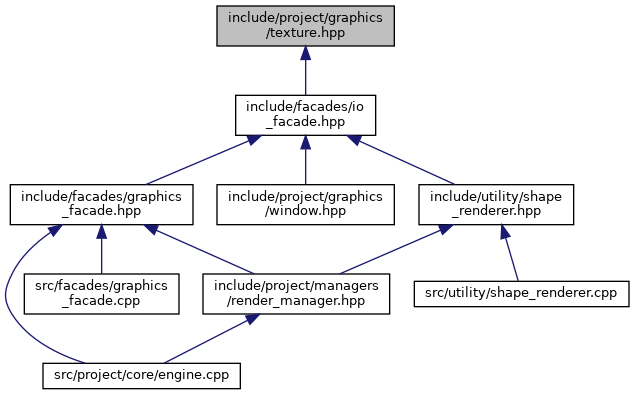 include/project/graphics
/texture.hpp
include/facades/io
_facade.hpp
include/facades/graphics
_facade.hpp
include/project/graphics
/window.hpp
include/utility/shape
_renderer.hpp
src/facades/graphics
_facade.cpp
include/project/managers
/render_manager.hpp
src/utility/shape_renderer.cpp
src/project/core/engine.cpp